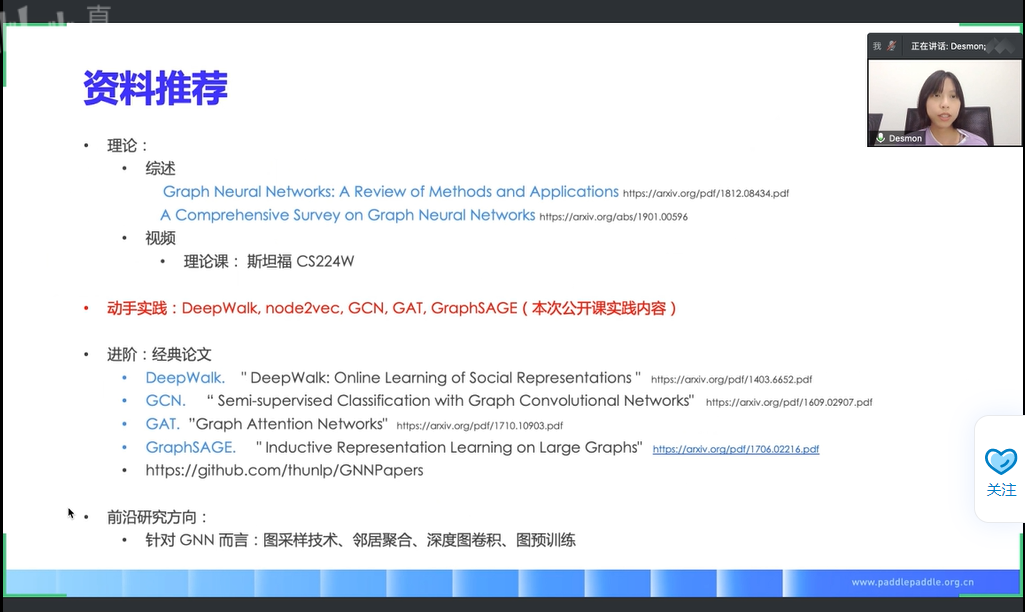 直
我
正在讲话: Desmon;
Desmon
资料推荐
• 理论：
• 综述
Graph Neural Networks: A Review of Methods and Applications https://arxiv.org/pdf/1812.08434.pdf
A Comprehensive Survey on Graph Neural Networks https://arxiv.org/abs/1901.00596
• 视频
• 理论课： 斯坦福 CS224W
• 动手实践：DeepWalk, node2vec, GCN, GAT, GraphSAGE（本次公开课实践内容）
• 进阶：经典论文
• DeepWalk. " DeepWalk: Online Learning of Social Representations " https://arxiv.org/pdf/1403.6652.pdf
• GCN. “ Semi-supervised Classification with Graph Convolutional Networks" https://arxiv.org/pdf/1609.02907.pdf
• GAT. "Graph Attention Networks" https://arxiv.org/pdf/1710.10903.pdf
• GraphSAGE. " Inductive Representation Learning on Large Graphs" https://arxiv.org/pdf/1706.02216.pdf
• https://github.com/thunlp/GNNPapers
关注
• 前沿研究方向：
• 针对 GNN 而言：图采样技术、邻居聚合、深度图卷积、图预训练
www.paddlepaddle.org.cn